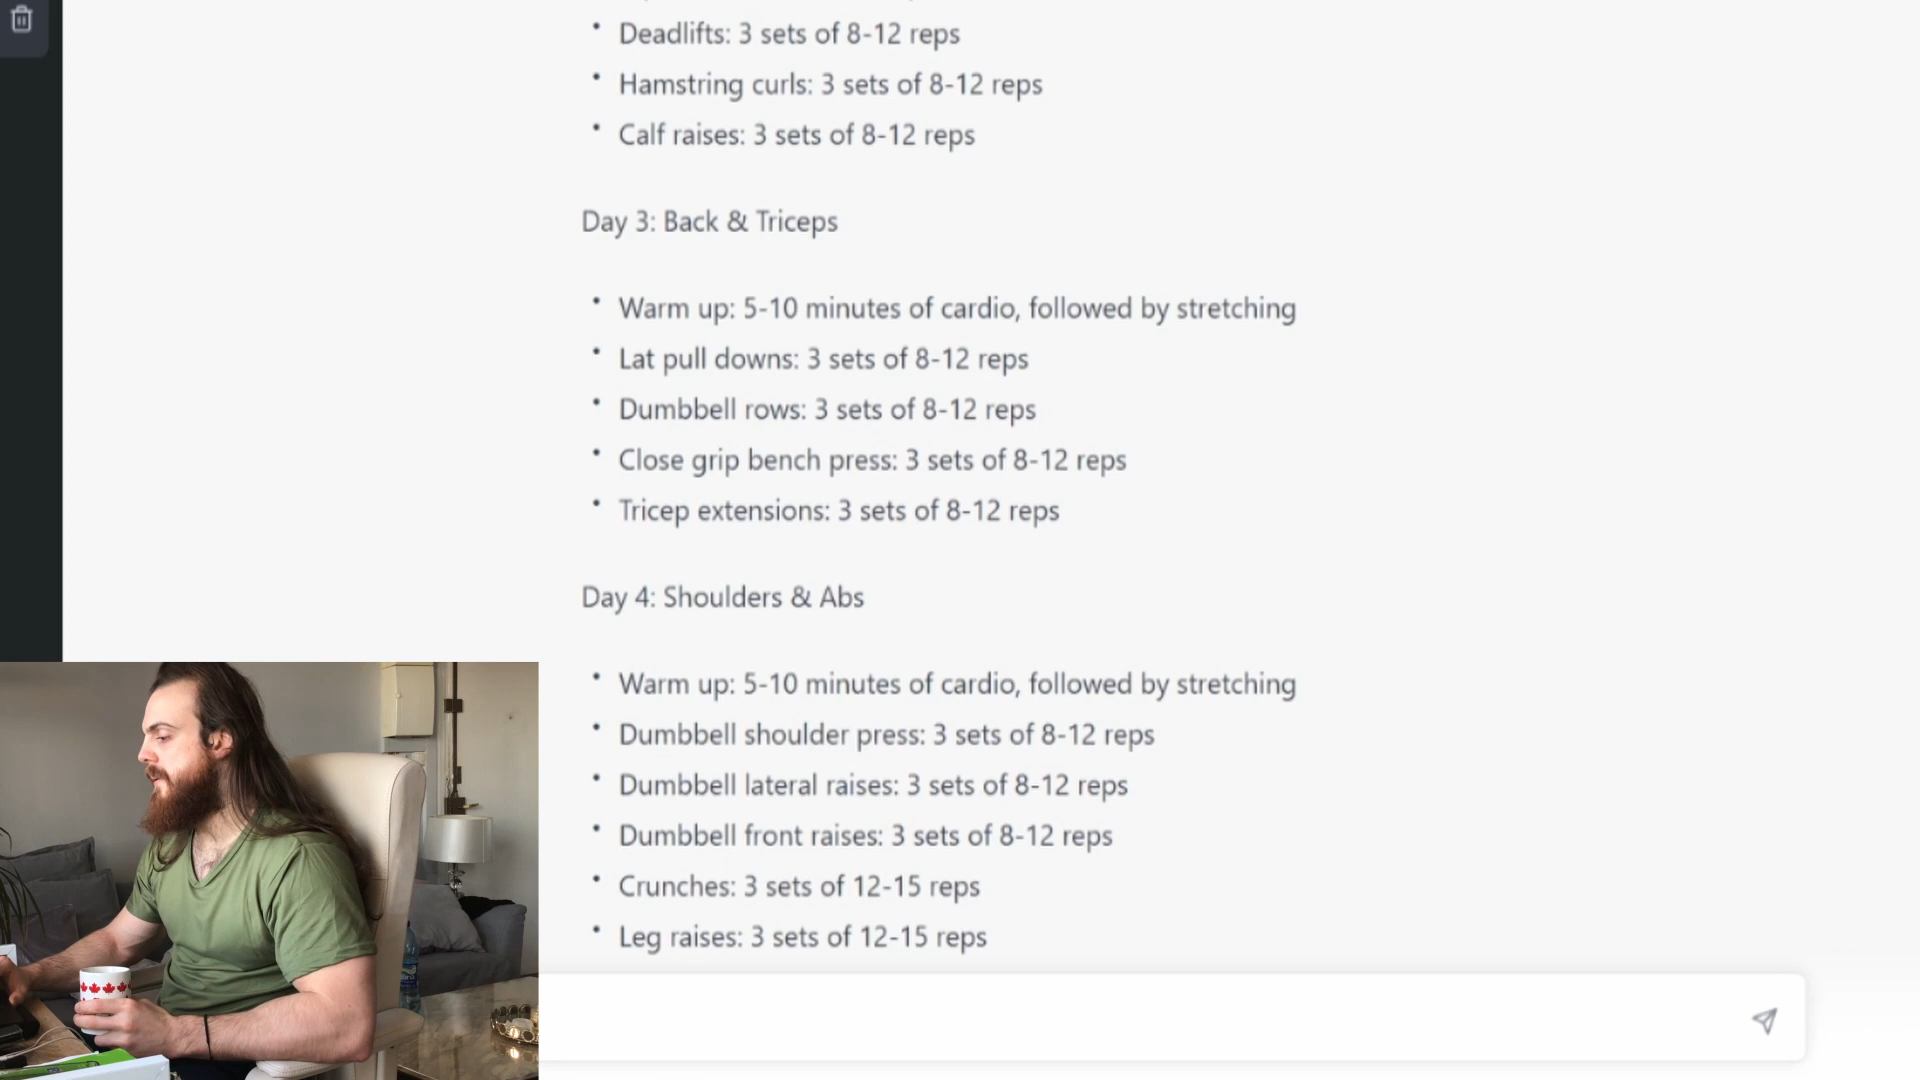 Deadlifts: 3 sets of 8-12 reps
Hamstring curls: 3 sets of 8-12 reps
Calf raises: 3 sets of 8-12 reps
Day 3: Back & Triceps
Warm up: 5-10 minutes of cardio, followed by stretching
Lat pull downs: 3 sets of 8-12 reps
Dumbbell rows: 3 sets of 8-12 reps
Close grip bench press: 3 sets of 8-12 reps
Tricep extensions: 3 sets of 8-12 reps
Day 4: Shoulders & Abs
Warm up: 5-10 minutes of cardio, followed by stretching
Dumbbell shoulder press: 3 sets of 8-12 reps
Dumbbell lateral raises: 3 sets of 8-12 reps
Dumbbell front raises: 3 sets of 8-12 reps
Crunches: 3 sets of 12-15 reps
Leg raises: 3 sets of 12-15 reps